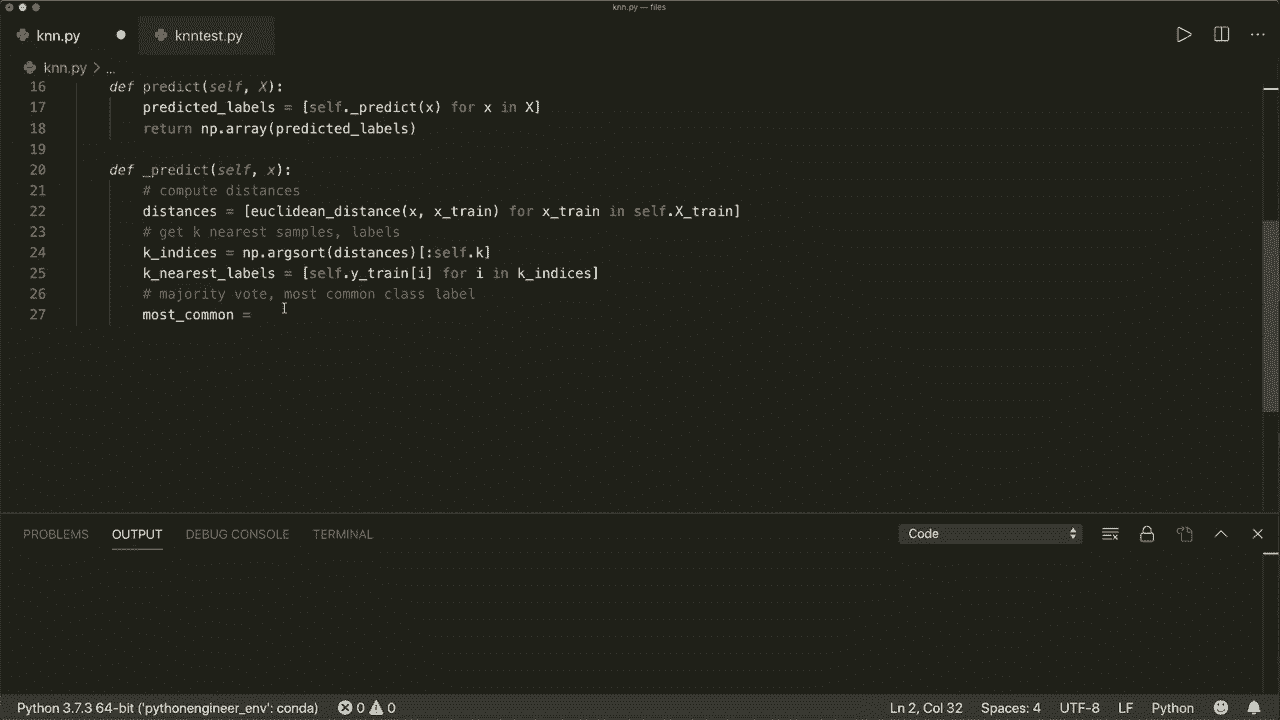 knn.py — files
knn.py knntest.py
knn.py > ...
16 def predict(self, X):
17 predicted_labels = [self._predict(x) for x in X]
18 return np.array(predicted_labels)
19
20 def _predict(self, x):
21 # compute distances
22 distances = [euclidean_distance(x, x_train) for x_train in self.X_train]
23 # get k nearest samples, labels
24 k_indices = np.argsort(distances)[:self.k]
25 k_nearest_labels = [self.y_train[i] for i in k_indices]
26 # majority vote, most common class label
27 most_common =
PROBLEMS OUTPUT DEBUG CONSOLE TERMINAL Code
Python 3.7.3 64-bit ('pythonengineer_env': conda) 0 0 Ln 2, Col 32 Spaces: 4 UTF-8 LF Python